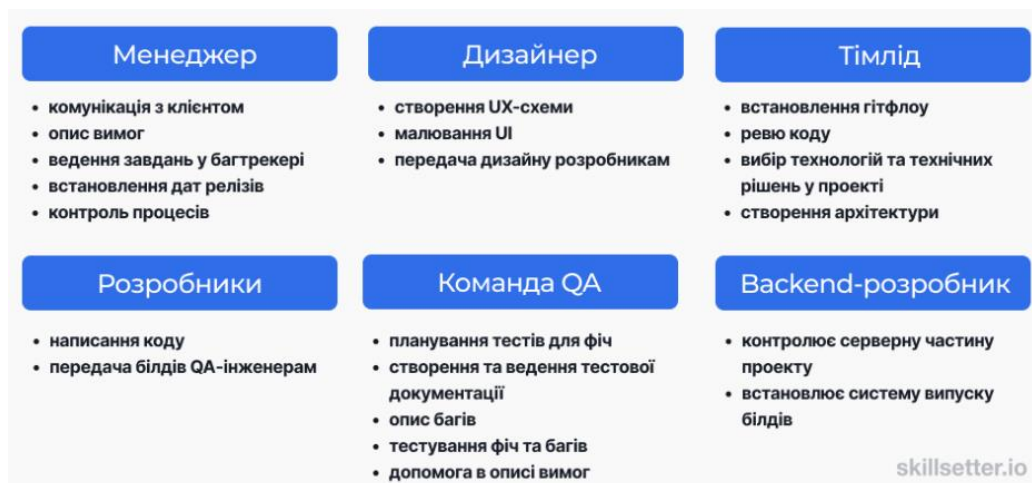 Менеджер
• комунікація з клієнтом
• опис вимог
• ведення завдань у багтрекері
• встановлення дат релізів
• контроль процесів
Дизайнер
• створення UX-схеми
• малювання UI
• передача дизайну розробникам
Тімлід
• встановлення гітфлоу
• ревю коду
• вибір технологій та технічних
рішень у проекті
• створення архітектури
Розробники
• написання коду
• передача білдів QA-інженерам
Команда QA
• планування тестів для фіч
• створення та ведення тестової
документації
• опис багів
• тестування фіч та багів
• допомога в описі вимог
Backend-розробник
• контролює серверну частину
проекту
• встановлює систему випуску
білдів
skillsetter.io